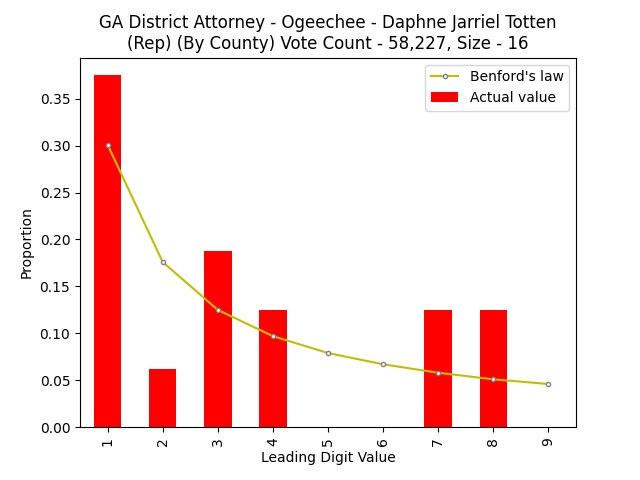 GA District Attorney - Ogeechee - Daphne Jarriel Totten
(Rep) (By County) Vote Count - 58,227, Size - 16
Benford's law
Actual value
Proportion
0.35
0.30
0.25
0.20
0.15
0.10
0.05
0.00
1 2 3 4 5 6 7 8 9
Leading Digit Value